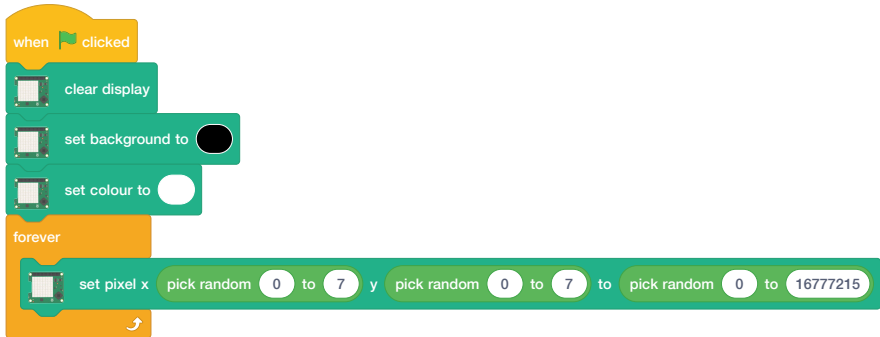 when clicked
clear display
set background to
set colour to
forever
set pixel x pick random 0 to 7 y pick random 0 to 7 to pick random 0 to 16777215